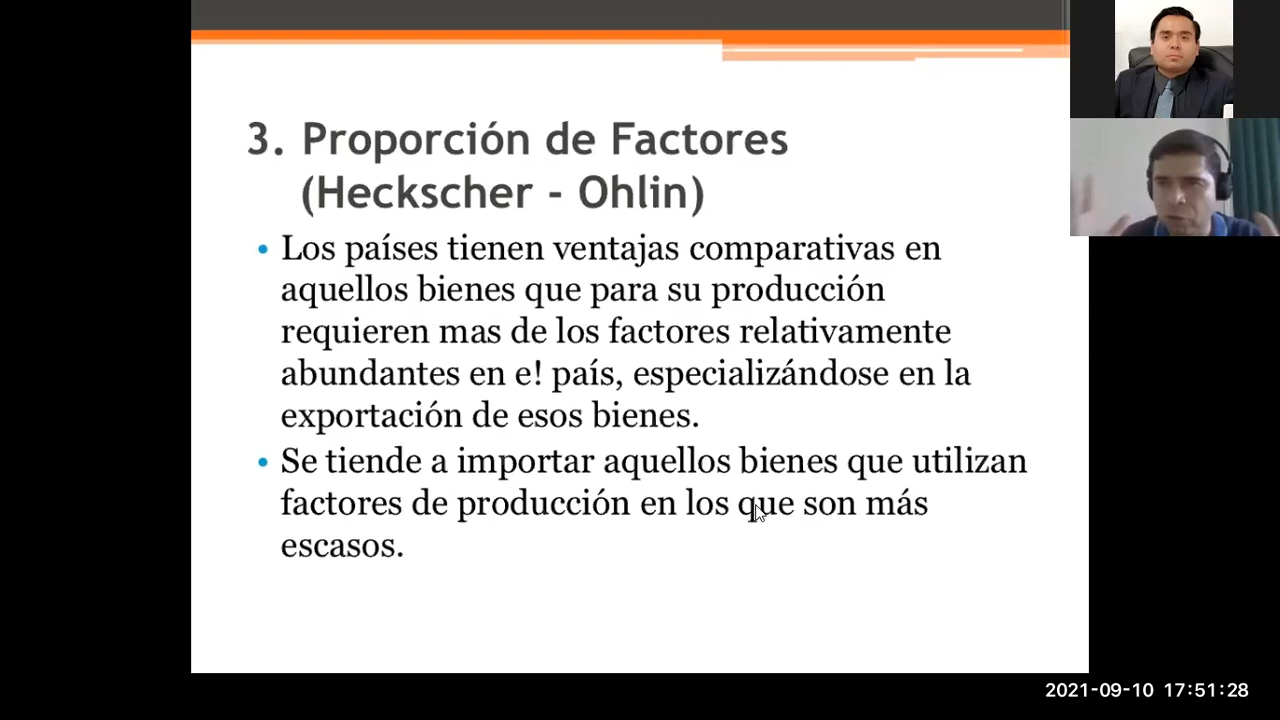 3. Proporción de Factores
(Heckscher - Ohlin)
• Los países tienen ventajas comparativas en
aquellos bienes que para su producción
requieren mas de los factores relativamente
abundantes en e! país, especializándose en la
exportación de esos bienes.
• Se tiende a importar aquellos bienes que utilizan
factores de producción en los que son más
escasos.
2021-09-10 17:51:28